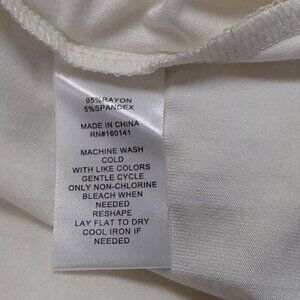 95%RAYON
5%SPANDEX
MADE IN CHINA
RN#160141
MACHINE WASH
COLD
WITH LIKE COLORS
GENTLE CYCLE
ONLY NON-CHLORINE
BLEACH WHEN
NEEDED
RESHAPE
LAY FLAT TO DRY
COOL IRON IF
NEEDED